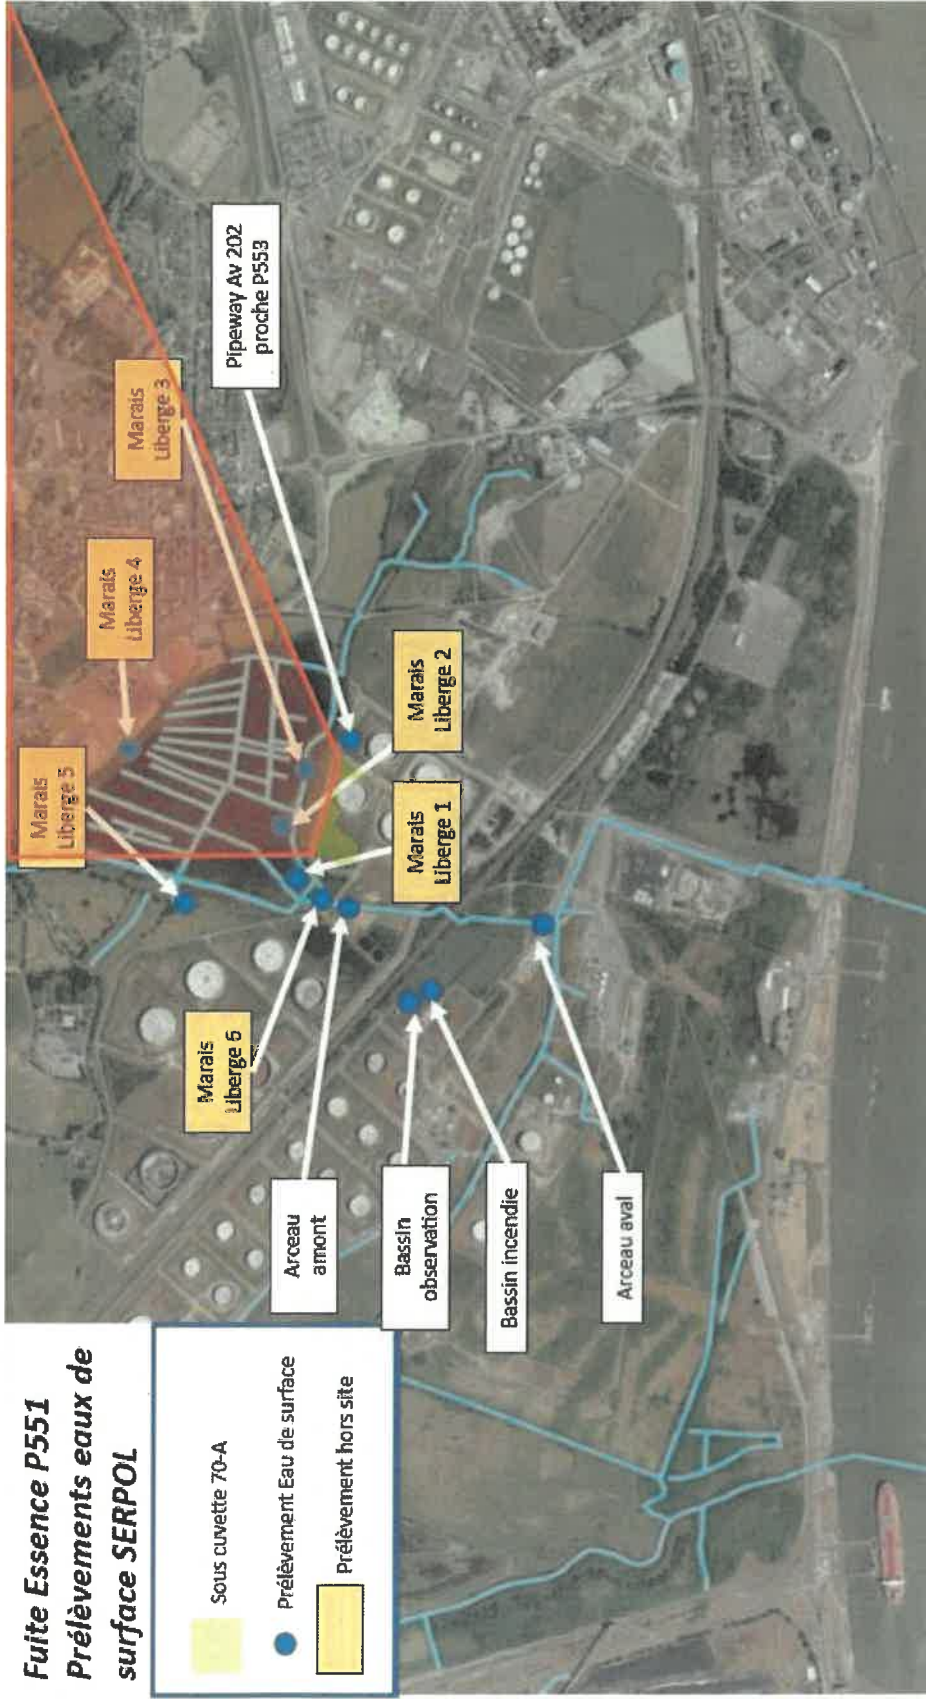 Fuite Essence P551
Prélèvements eaux de
surface SERPOL
Sous cuvette 70-A
Prélèvement Eau de surface
Prélèvement hors site
Marais
Liberge 5
Marais
Liberge 4
Marais
Liberge 3
Marais
Liberge 6
Marais
Liberge 1
Marais
Liberge 2
Pipeway Av 202
proche P553
Arceau
amont
Bassin
observation
Bassin incendie
Arceau aval